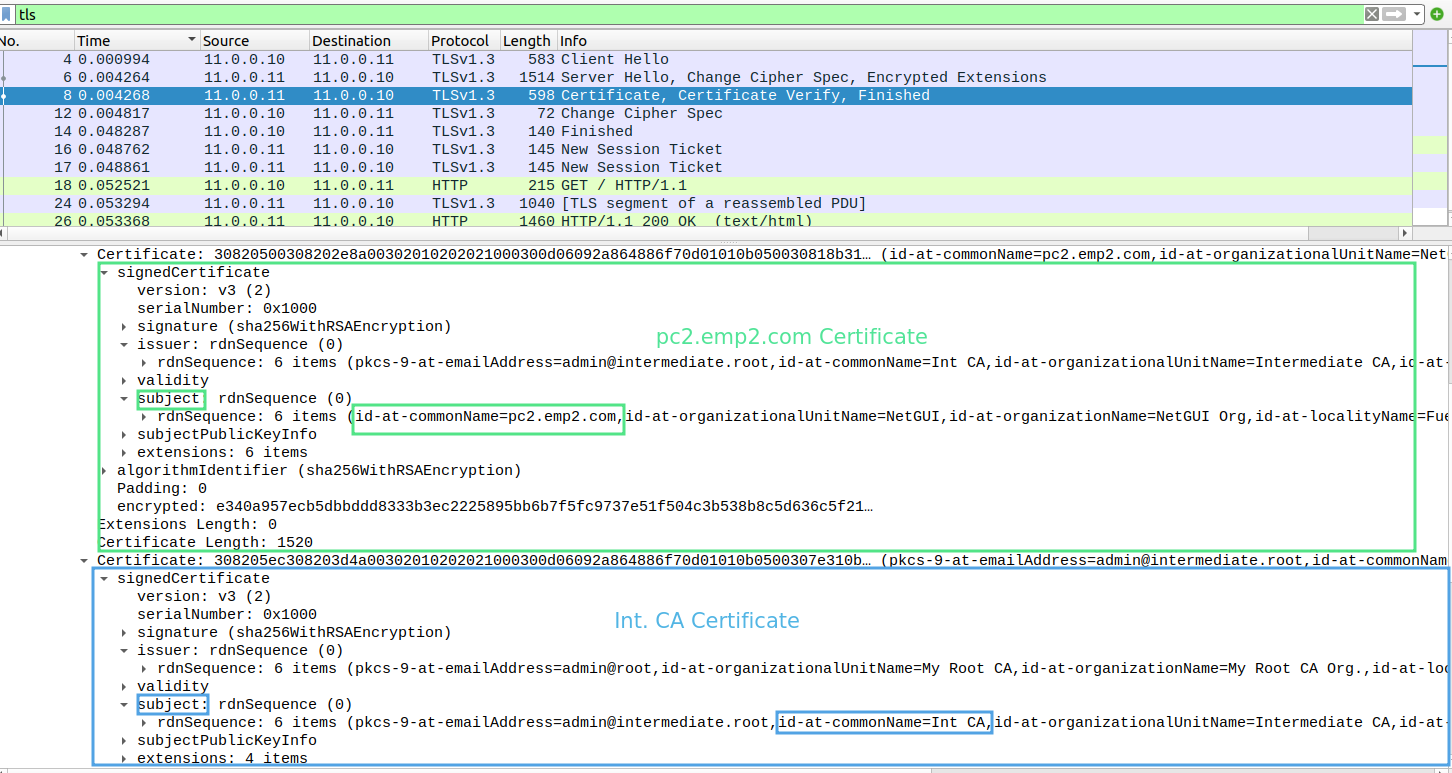 tls
No. Time Source Destination Protocol Length Info
4 0.000994 11.0.0.10 11.0.0.11 TLSv1.3 583 Client Hello
6 0.004264 11.0.0.11 11.0.0.10 TLSv1.3 1514 Server Hello, Change Cipher Spec, Encrypted Extensions
8 0.004268 11.0.0.11 11.0.0.10 TLSv1.3 598 Certificate, Certificate Verify, Finished
12 0.004817 11.0.0.10 11.0.0.11 TLSv1.3 72 Change Cipher Spec
14 0.048287 11.0.0.10 11.0.0.11 TLSv1.3 140 Finished
16 0.048762 11.0.0.11 11.0.0.10 TLSv1.3 145 New Session Ticket
17 0.048861 11.0.0.11 11.0.0.10 TLSv1.3 145 New Session Ticket
18 0.052521 11.0.0.10 11.0.0.11 HTTP 215 GET / HTTP/1.1
24 0.053294 11.0.0.11 11.0.0.10 TLSv1.3 1040 [TLS segment of a reassembled PDU]
26 0.053368 11.0.0.11 11.0.0.10 HTTP 1460 HTTP/1.1 200 OK (text/html)
Certificate: 30820500308202e8a00302010202021000300d06092a864886f70d01010b050030818b31… (id-at-commonName=pc2.emp2.com,id-at-organizationalUnitName=Net
signedCertificate
version: v3 (2)
serialNumber: 0x1000
signature (sha256WithRSAEncryption)
pc2.emp2.com Certificate
issuer: rdnSequence (0)
rdnSequence: 6 items (pkcs-9-at-emailAddress=admin@intermediate.root,id-at-commonName=Int CA,id-at-organizationalUnitName=Intermediate CA,id-at-
validity
subject rdnSequence (0)
rdnSequence: 6 items (id-at-commonName=pc2.emp2.com,id-at-organizationalUnitName=NetGUI,id-at-organizationName=NetGUI Org,id-at-localityName=Fue
subjectPublicKeyInfo
extensions: 6 items
algorithmIdentifier (sha256WithRSAEncryption)
Padding: 0
encrypted: e340a957ecb5dbbddd8333b3ec2225895bb6b7f5fc9737e51f504c3b538b8c5d636c5f21…
Extensions Length: 0
Certificate Length: 1520
Certificate: 308205ec308203d4a00302010202021000300d06092a864886f70d01010b0500307e310b… (pkcs-9-at-emailAddress=admin@intermediate.root,id-at-commonNam
signedCertificate
version: v3 (2)
serialNumber: 0x1000
Int. CA Certificate
signature (sha256WithRSAEncryption)
issuer: rdnSequence (0)
rdnSequence: 6 items (pkcs-9-at-emailAddress=admin@root,id-at-organizationalUnitName=My Root CA,id-at-organizationName=My Root CA Org.,id-at-loc
validity
subject: rdnSequence (0)
rdnSequence: 6 items (pkcs-9-at-emailAddress=admin@intermediate.root,id-at-commonName=Int CA,id-at-organizationalUnitName=Intermediate CA,id-at-
subjectPublicKeyInfo
extensions: 4 items